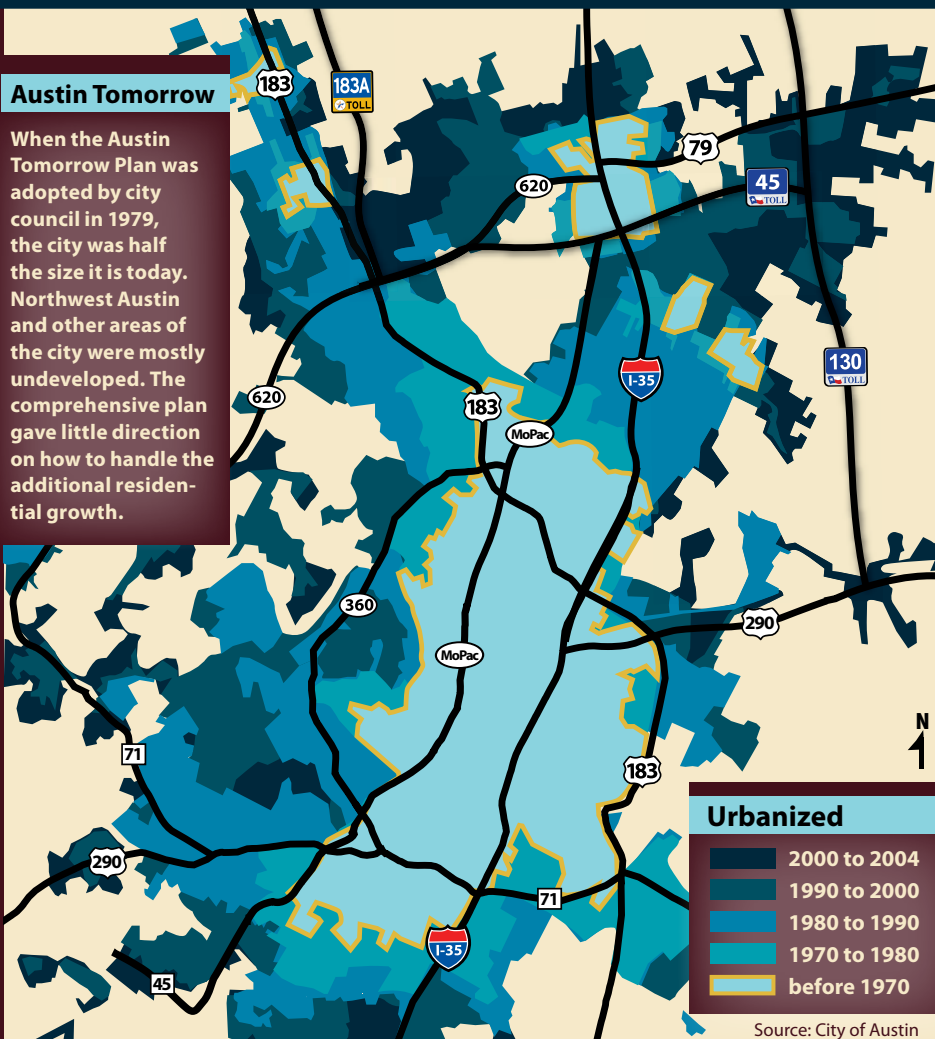 Austin Tomorrow
When the Austin
Tomorrow Plan was
adopted by city
council in 1979,
the city was half
the size it is today.
Northwest Austin
and other areas of
the city were mostly
undeveloped. The
comprehensive plan
gave little direction
on how to handle the
additional residen-
tial growth.
183
183A
TOLL
79
620
45
TOLL
130
TOLL
I-35
620
183
MoPac
360
290
MoPac
N
71
183
290
71
I-35
45
Urbanized
2000 to 2004
1990 to 2000
1980 to 1990
1970 to 1980
before 1970
Source: City of Austin